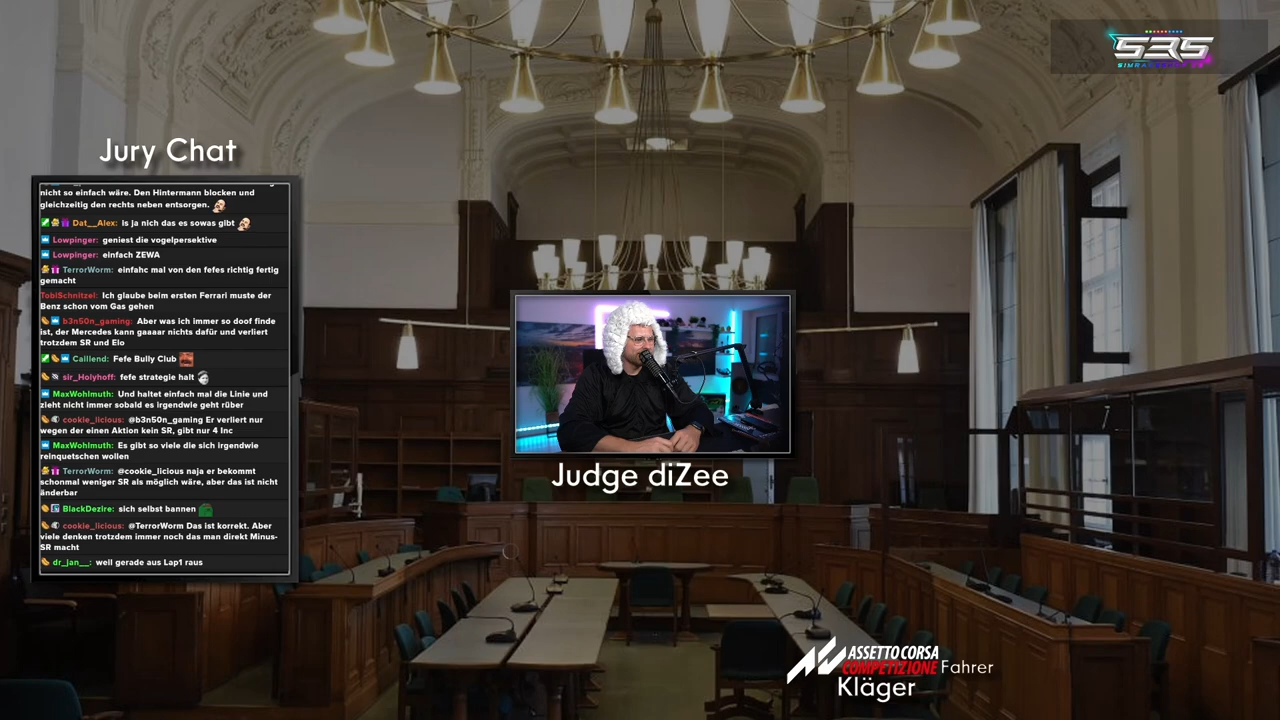 S3S
Jury Chat
nicht so einfach wäre. Den Hintermann blocken und
gleichzeitig den rechts neben entsorgen.
Dat__Alex: is ja nich das es sowas gibt
Lowpinger: geniest die vogelpersektive
Lowpinger: einfach ZEWA
TerrorWorm: einfahc mal von den fefes richtig fertig
gemacht
TobiSchnitzel: Ich glaube beim ersten Ferrari muste der
Benz schon vom Gas gehen
b3n50n_gaming: Aber was ich immer so doof finde
ist, der Mercedes kann gaaaar nichts dafür und verliert
trotzdem SR und Elo
Caillend: Fefe Bully Club
sir_Holyhoff: fefe strategie halt
MaxWohlmuth: Und haltet einfach mal die Linie und
zieht nicht immer sobald es irgendwie geht rüber
cookie_licious: @b3n50n_gaming Er verliert nur
wegen der einen Aktion kein SR, gibt nur 4 Inc
MaxWohlmuth: Es gibt so viele die sich irgendwie
reinquetschen wollen
TerrorWorm: @cookie_licious naja er bekommt
schonmal weniger SR als möglich wäre, aber das ist nicht
änderbar
BlackDezire: sich selbst bannen
cookie_licious: @TerrorWorm Das ist korrekt. Aber
viele denken trotzdem immer noch das man direkt Minus-
SR macht
dr_jan__: weil gerade aus Lap1 raus
Judge diZee
ASSETTO CORSA
COMPETIZIONE Fahrer
Kläger